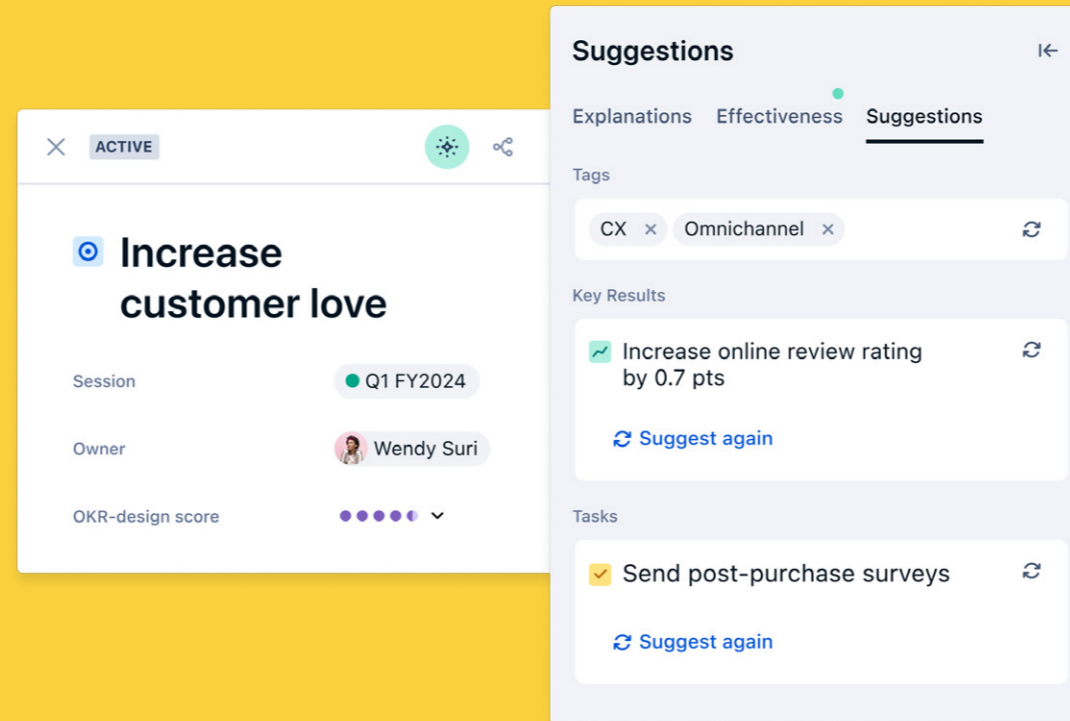 ACTIVE
Increase
customer love
Session
Q1 FY2024
Owner
Wendy Suri
OKR-design score
Suggestions
Explanations Effectiveness Suggestions
Tags
CX Omnichannel
Key Results
Increase online review rating
by 0.7 pts
Suggest again
Tasks
Send post-purchase surveys
Suggest again